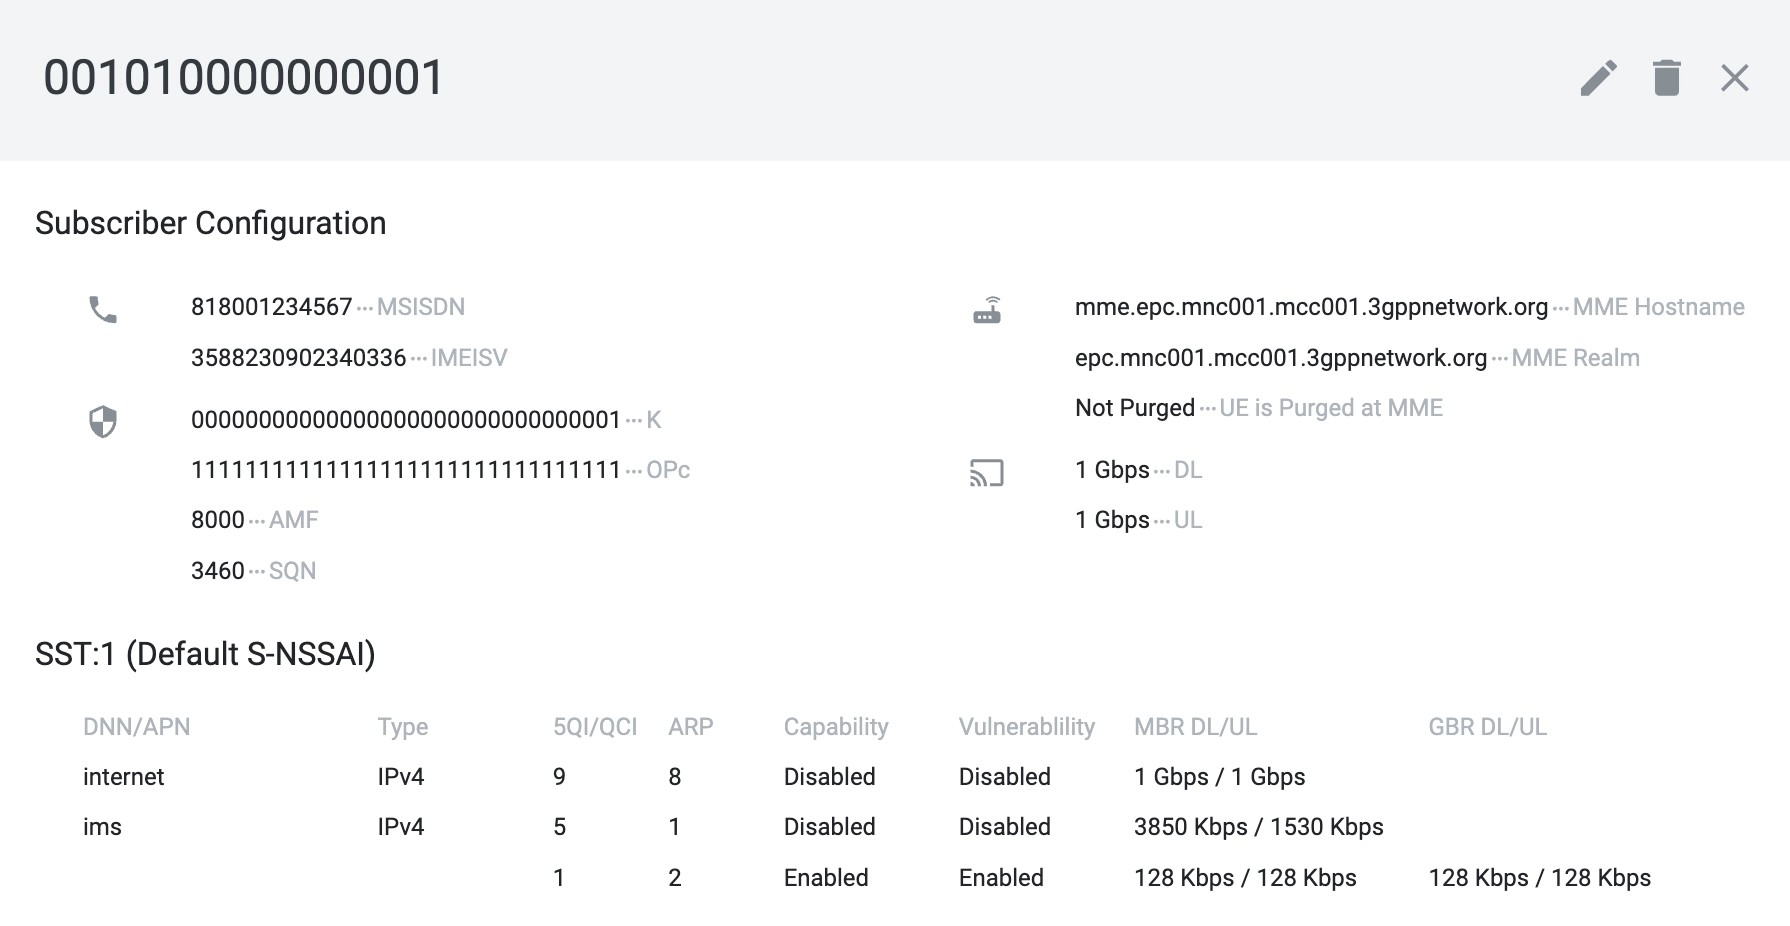 001010000000001
Subscriber Configuration
818001234567 ··· MSISDN
3588230902340336 ··· IMEISV
00000000000000000000000000000001 ··· K
11111111111111111111111111111111 ··· OPc
8000 ··· AMF
3460 ··· SQN
mme.epc.mnc001.mcc001.3gppnetwork.org ··· MME Hostname
epc.mnc001.mcc001.3gppnetwork.org ··· MME Realm
Not Purged ··· UE is Purged at MME
1 Gbps ··· DL
1 Gbps ··· UL
SST:1 (Default S-NSSAI)
DNN/APN Type 5QI/QCI ARP Capability Vulnerablility MBR DL/UL GBR DL/UL
internet IPv4 9 8 Disabled Disabled 1 Gbps / 1 Gbps
ims IPv4 5 1 Disabled Disabled 3850 Kbps / 1530 Kbps
1 2 Enabled Enabled 128 Kbps / 128 Kbps 128 Kbps / 128 Kbps